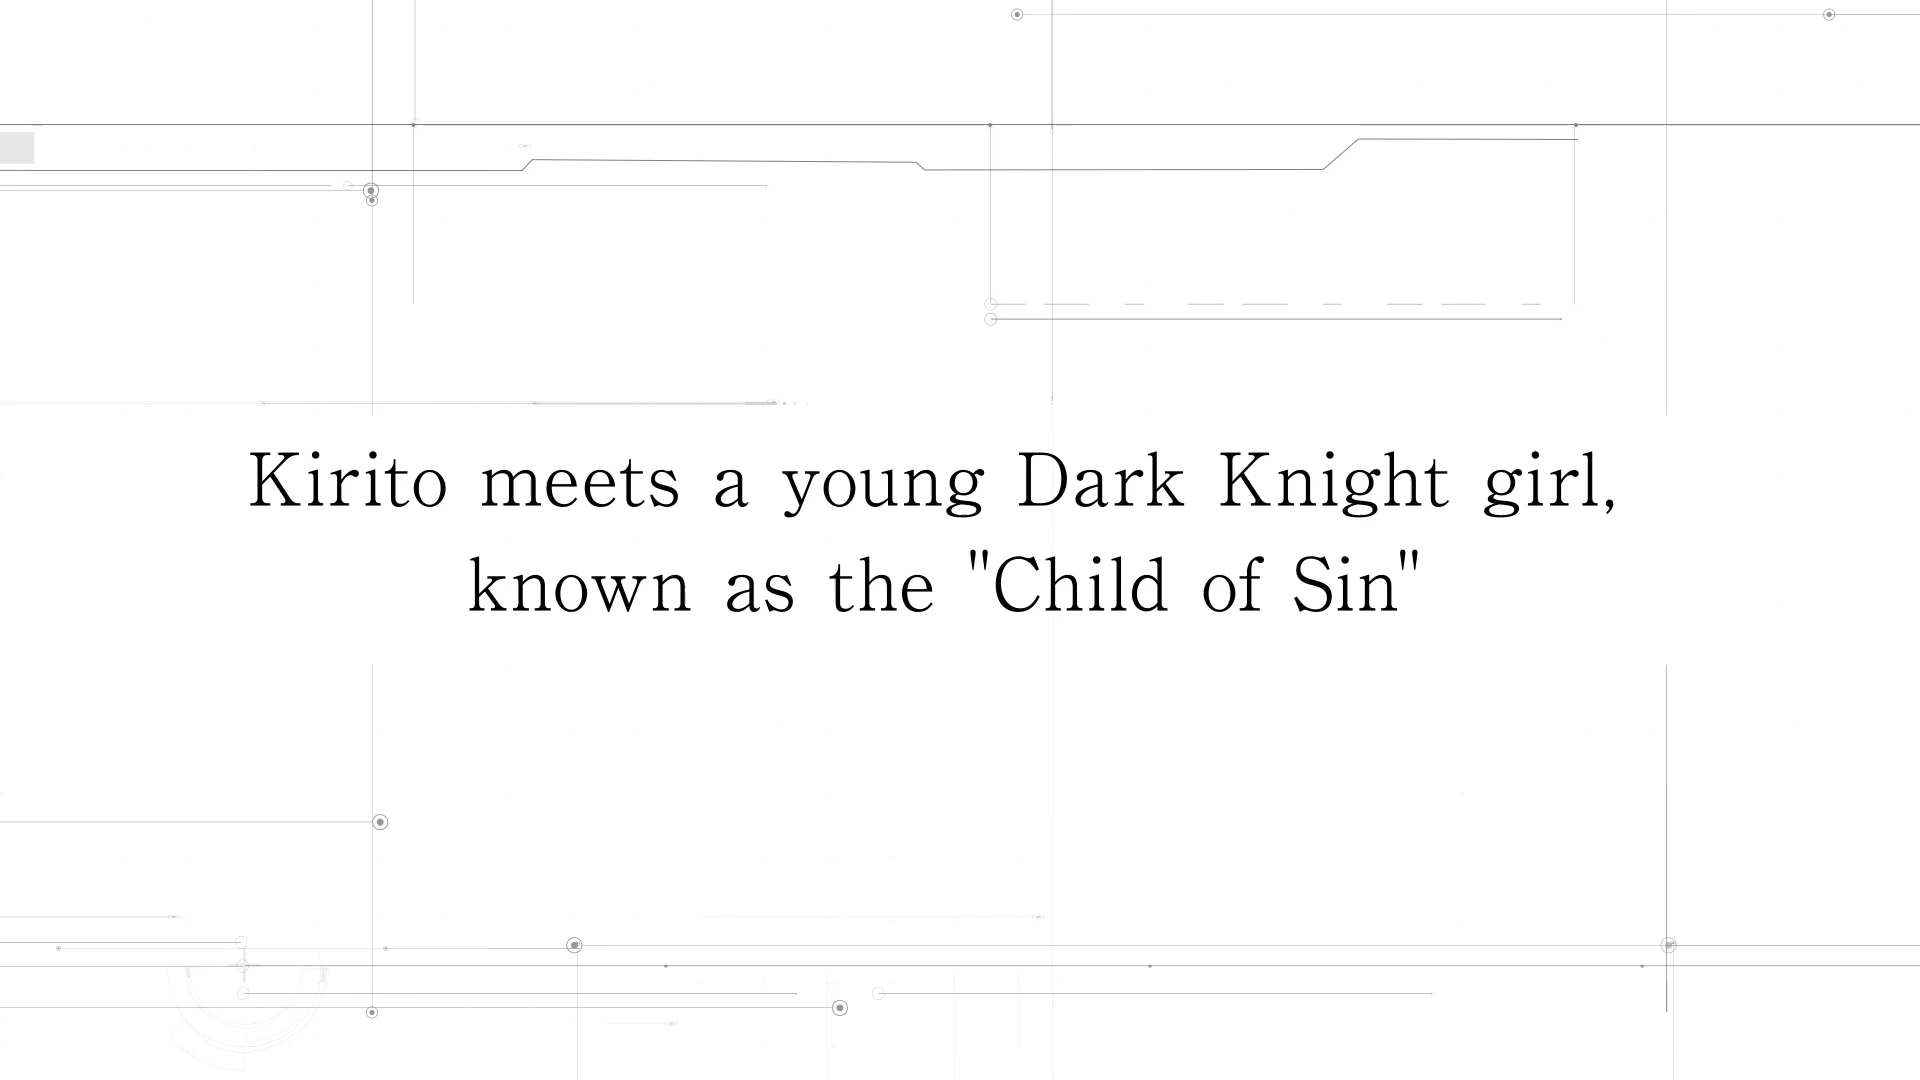 Kirito meets a young Dark Knight girl,
known as the "Child of Sin"